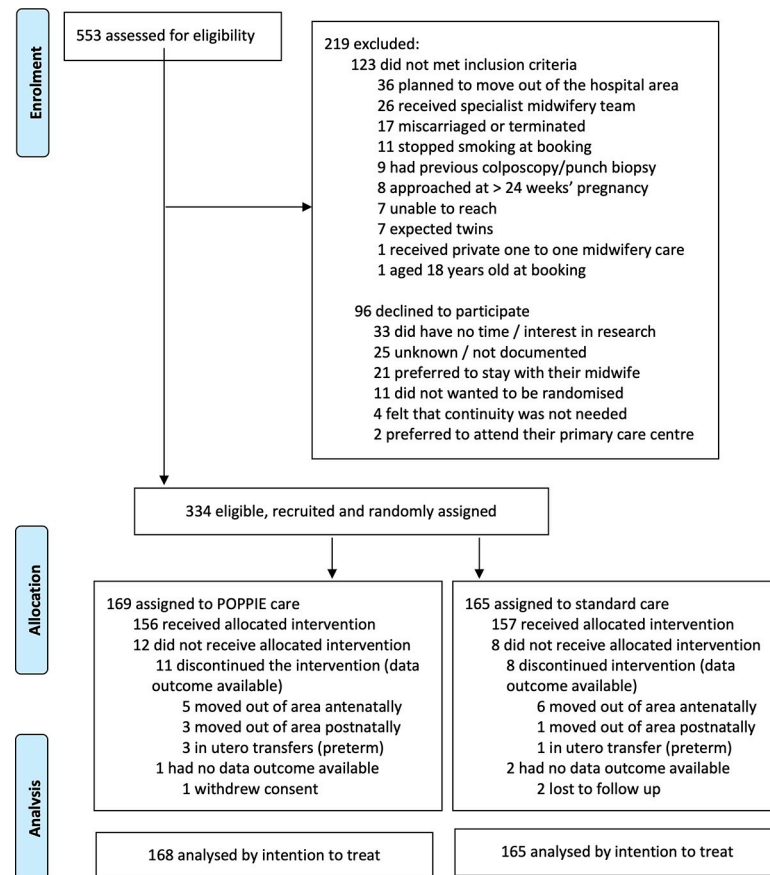 Enrolment
553 assessed for eligibility
219 excluded:
123 did not met inclusion criteria
36 planned to move out of the hospital area
26 received specialist midwifery team
17 miscarriaged or terminated
11 stopped smoking at booking
9 had previous colposcopy/punch biopsy
8 approached at > 24 weeks' pregnancy
7 unable to reach
7 expected twins
1 received private one to one midwifery care
1 aged 18 years old at booking
96 declined to participate
33 did have no time / interest in research
25 unknown / not documented
21 preferred to stay with their midwife
11 did not wanted to be randomised
4 felt that continuity was not needed
2 preferred to attend their primary care centre
334 eligible, recruited and randomly assigned
Allocation
169 assigned to POPPIE care
156 received allocated intervention
12 did not receive allocated intervention
11 discontinued the intervention (data
outcome available)
5 moved out of area antenatally
3 moved out of area postnatally
3 in utero transfers (preterm)
1 had no data outcome available
1 withdrew consent
165 assigned to standard care
157 received allocated intervention
8 did not receive allocated intervention
8 discontinued intervention (data
outcome available)
6 moved out of area antenatally
1 moved out of area postnatally
1 in utero transfer (preterm)
2 had no data outcome available
2 lost to follow up
Analysis
168 analysed by intention to treat
165 analysed by intention to treat